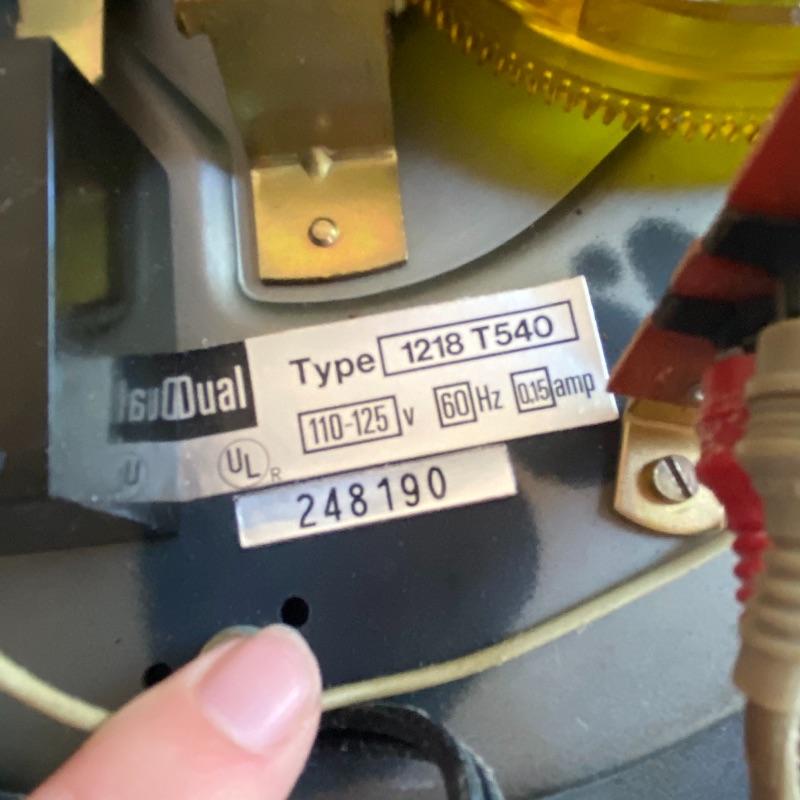 Dual
Type 1218 T540
110-125 v 60 Hz 0.15 amp
UL R
248190